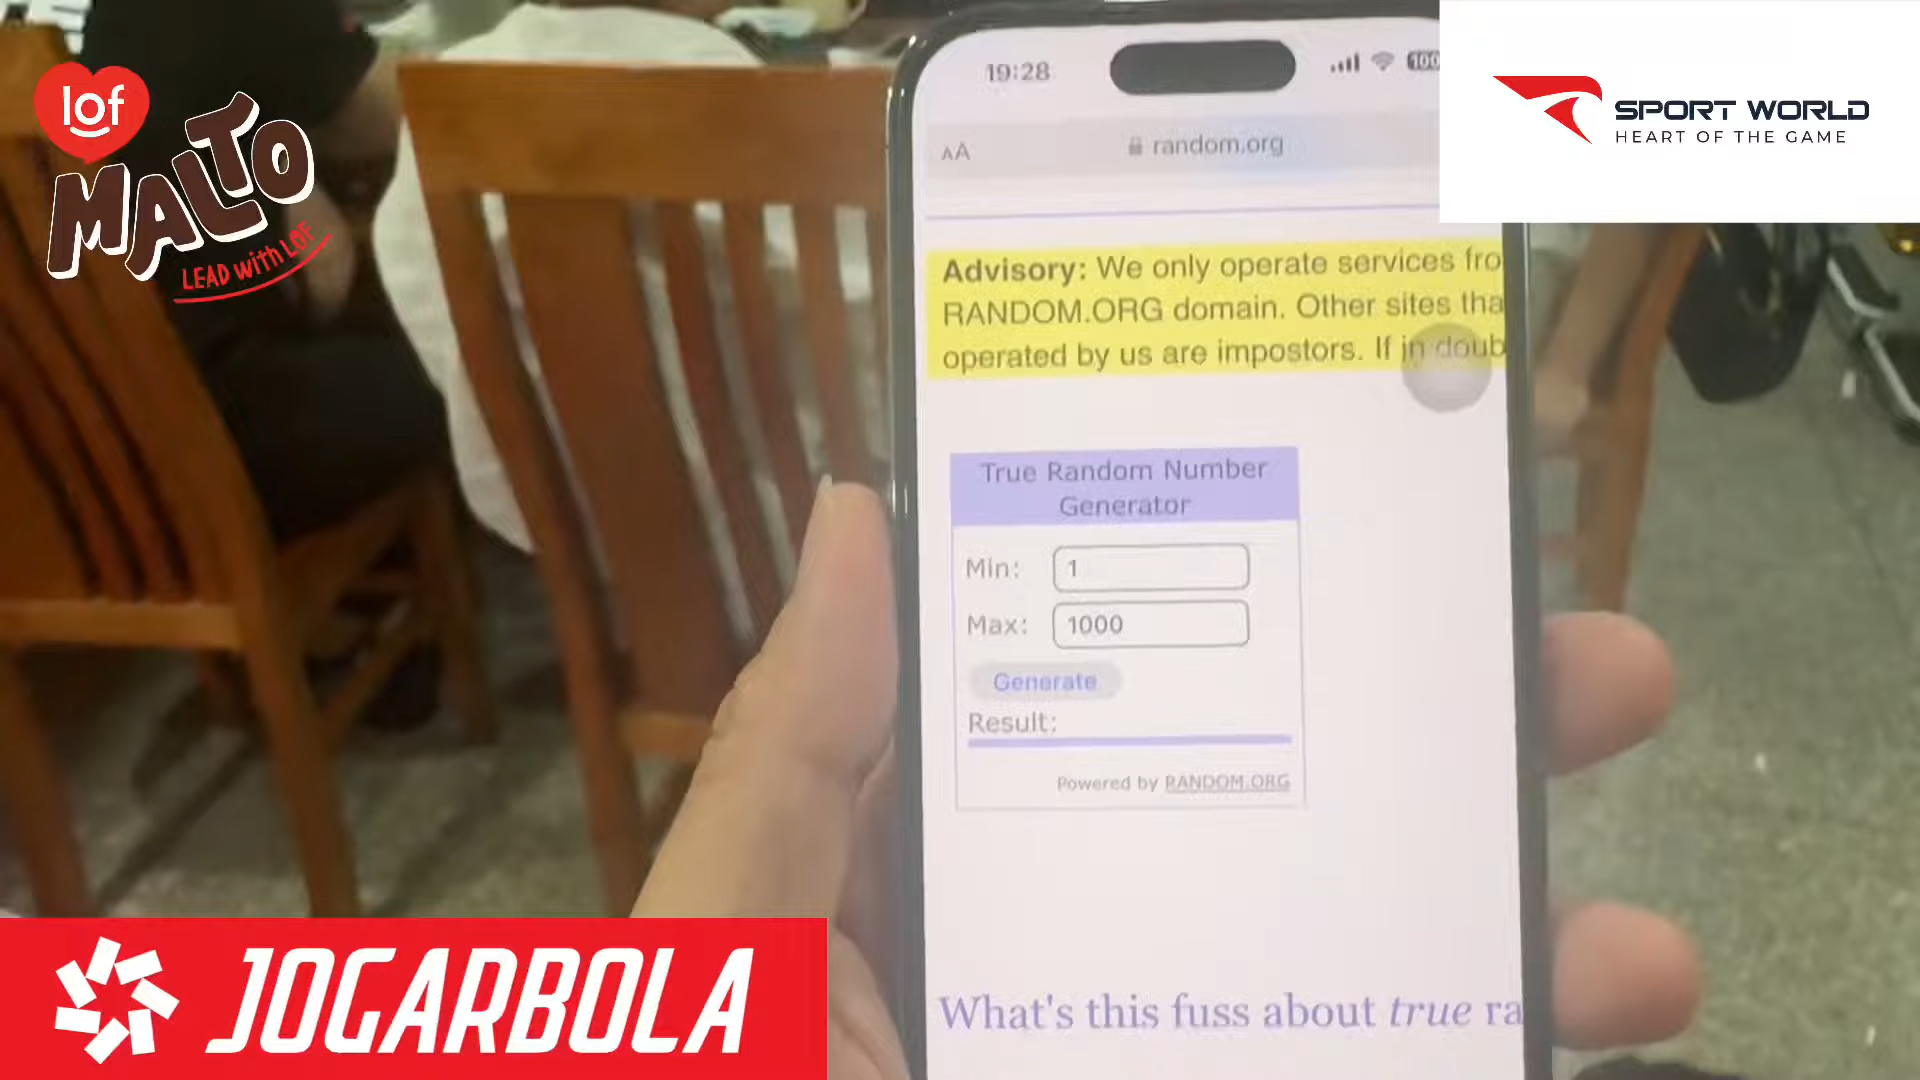 lof
MALTO
LEAD with LOF
SPORT WORLD
HEART OF THE GAME
19:28
100
AA
random.org
Advisory: We only operate services fro
RANDOM.ORG domain. Other sites tha
operated by us are impostors. If in doub
True Random Number
Generator
Min: 1
Max: 1000
Generate
Result:
Powered by RANDOM.ORG
What's this fuss about true ra
JOGARBOLA